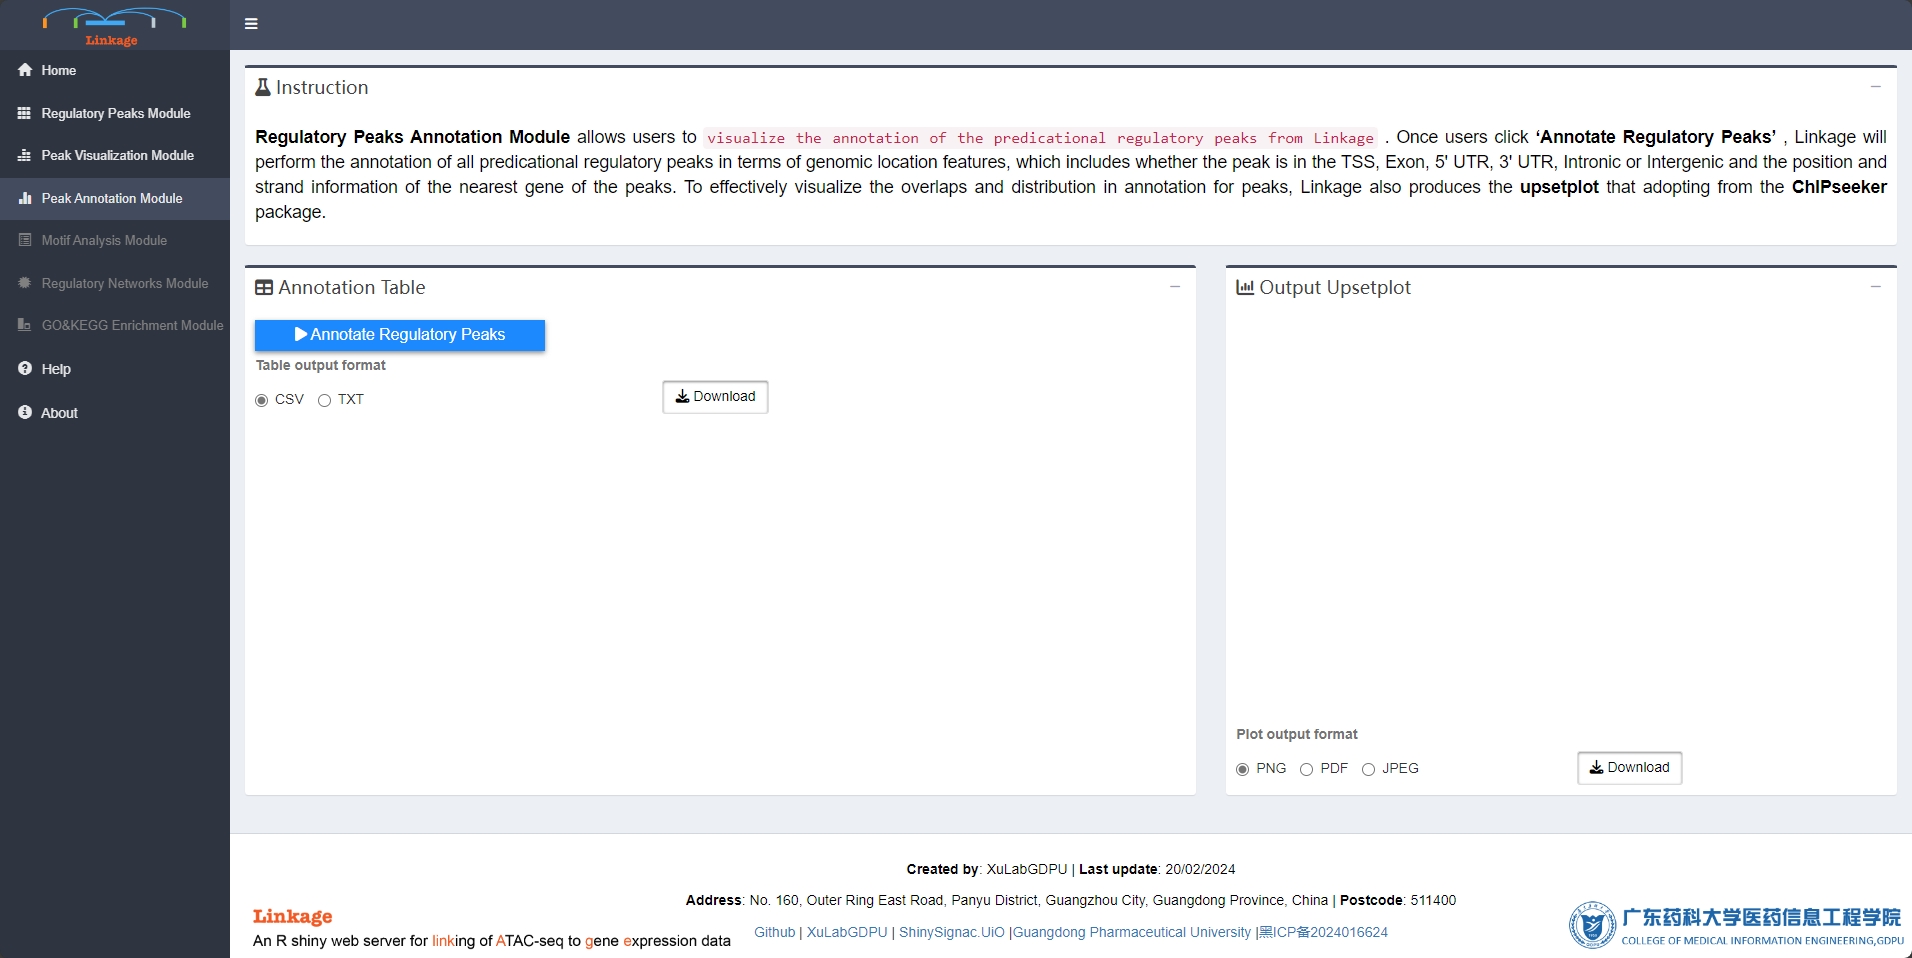 Linkage
Home
Regulatory Peaks Module
Peak Visualization Module
Peak Annotation Module
Motif Analysis Module
Regulatory Networks Module
GO&KEGG Enrichment Module
Help
About
Instruction
Regulatory Peaks Annotation Module allows users to visualize the annotation of the predicational regulatory peaks from Linkage . Once users click ‘Annotate Regulatory Peaks’ , Linkage will
perform the annotation of all predicational regulatory peaks in terms of genomic location features, which includes whether the peak is in the TSS, Exon, 5' UTR, 3' UTR, Intronic or Intergenic and the position and
strand information of the nearest gene of the peaks. To effectively visualize the overlaps and distribution in annotation for peaks, Linkage also produces the upsetplot that adopting from the ChIPseeker
package.
Annotation Table
Annotate Regulatory Peaks
Table output format
CSV TXT
Download
Output Upsetplot
Plot output format
PNG PDF JPEG
Download
Created by: XuLabGDPU | Last update: 20/02/2024
Address: No. 160, Outer Ring East Road, Panyu District, Guangzhou City, Guangdong Province, China | Postcode: 511400
Github | XuLabGDPU | ShinySignac.UiO |Guangdong Pharmaceutical University |黑ICP备2024016624
Linkage
An R shiny web server for linking of ATAC-seq to gene expression data
广东药科大学医药信息工程学院
COLLEGE OF MEDICAL INFORMATION ENGINEERING,GDPU